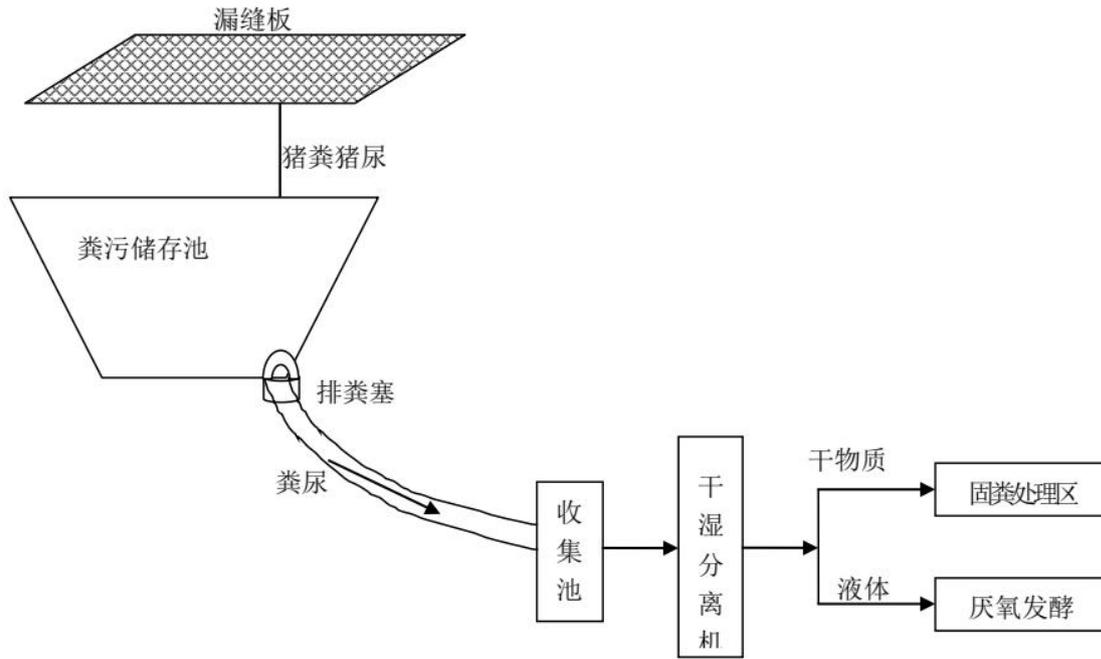 漏缝板
猪粪猪尿
粪污储存池
排粪塞
粪尿
收集池
干湿分离机
干物质
固粪处理区
液体
厌氧发酵